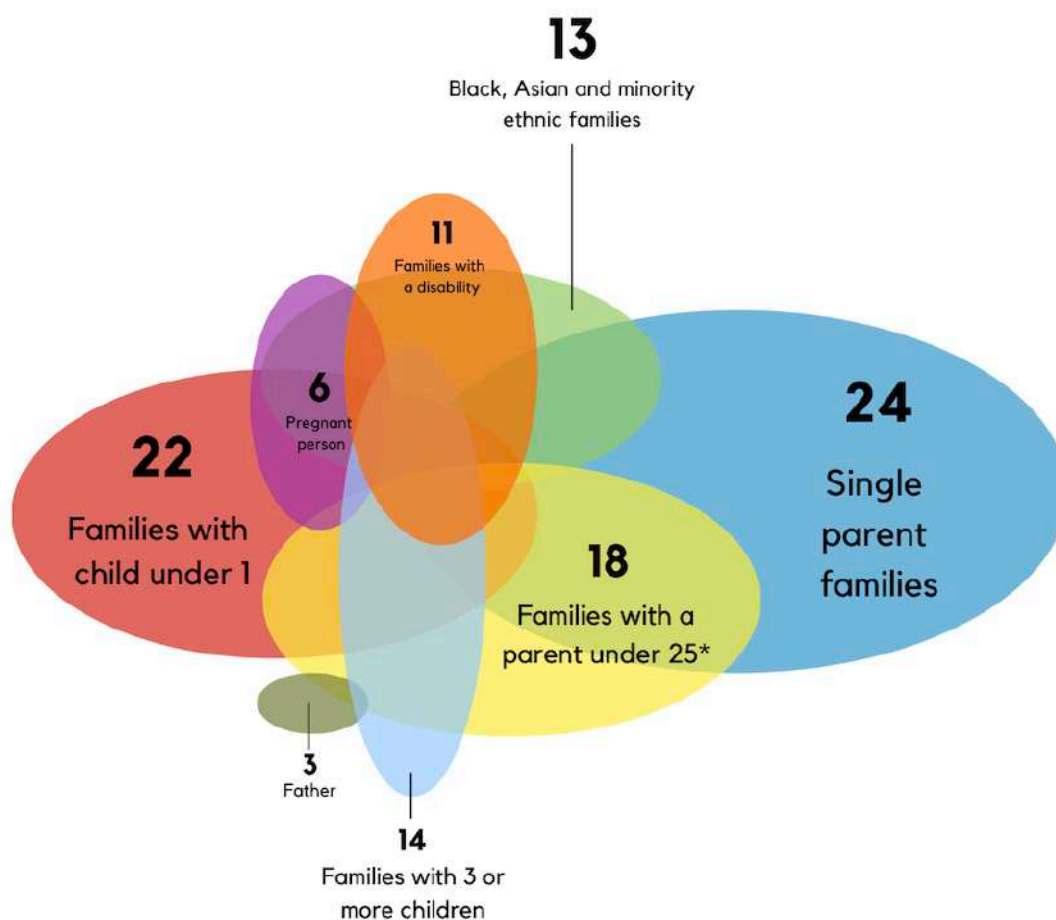 13
Black, Asian and minority
ethnic families
11
Families with
a disability
6
Pregnant
person
24
Single
parent
families
22
Families with
child under 1
18
Families with a
parent under 25*
3
Father
14
Families with 3 or
more children